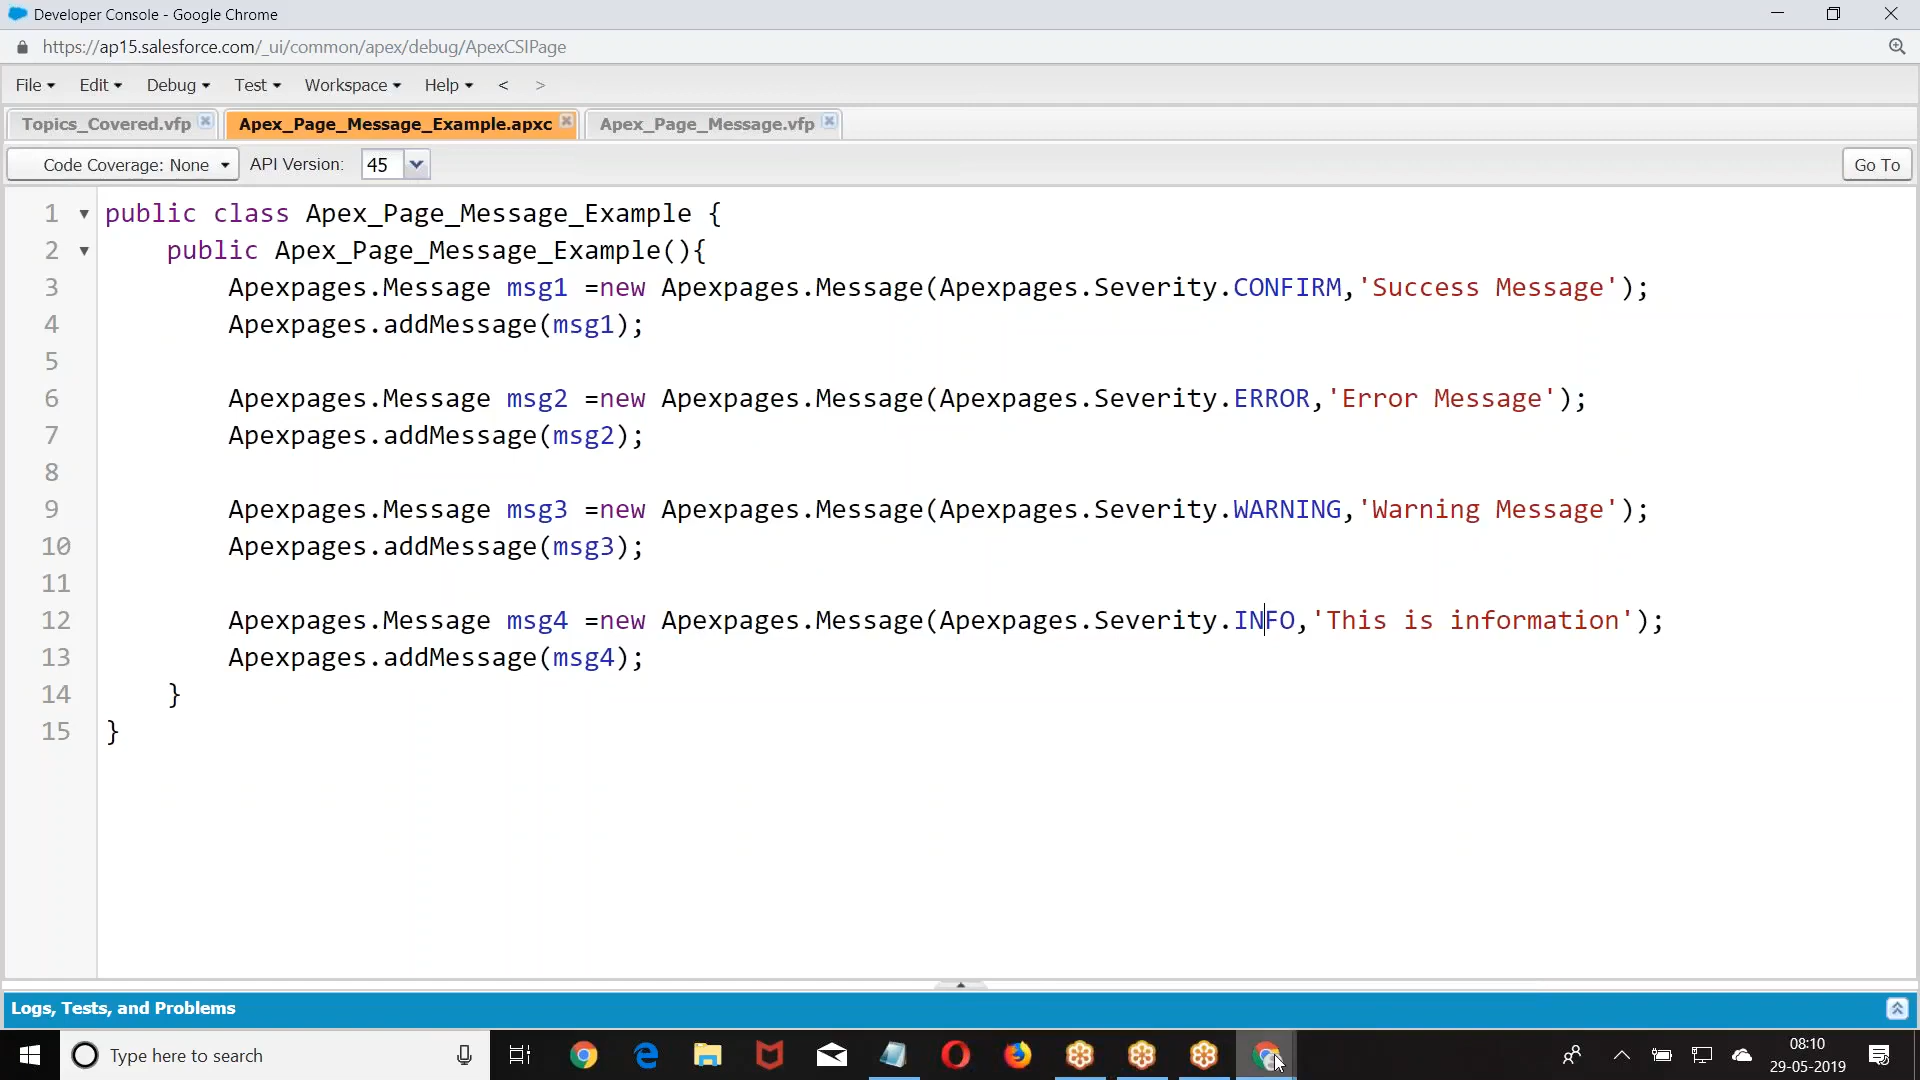 Developer Console - Google Chrome
https://ap15.salesforce.com/_ui/common/apex/debug/ApexCSIPage
File Edit Debug Test Workspace Help < >
Topics_Covered.vfp Apex_Page_Message_Example.apxc Apex_Page_Message.vfp
Code Coverage: None API Version: 45 Go To
1 public class Apex_Page_Message_Example {
2 public Apex_Page_Message_Example(){
3 Apexpages.Message msg1 =new Apexpages.Message(Apexpages.Severity.CONFIRM,'Success Message');
4 Apexpages.addMessage(msg1);
5
6 Apexpages.Message msg2 =new Apexpages.Message(Apexpages.Severity.ERROR,'Error Message');
7 Apexpages.addMessage(msg2);
8
9 Apexpages.Message msg3 =new Apexpages.Message(Apexpages.Severity.WARNING,'Warning Message');
10 Apexpages.addMessage(msg3);
11
12 Apexpages.Message msg4 =new Apexpages.Message(Apexpages.Severity.INFO,'This is information');
13 Apexpages.addMessage(msg4);
14 }
15 }
Logs, Tests, and Problems
Type here to search
08:10
29-05-2019